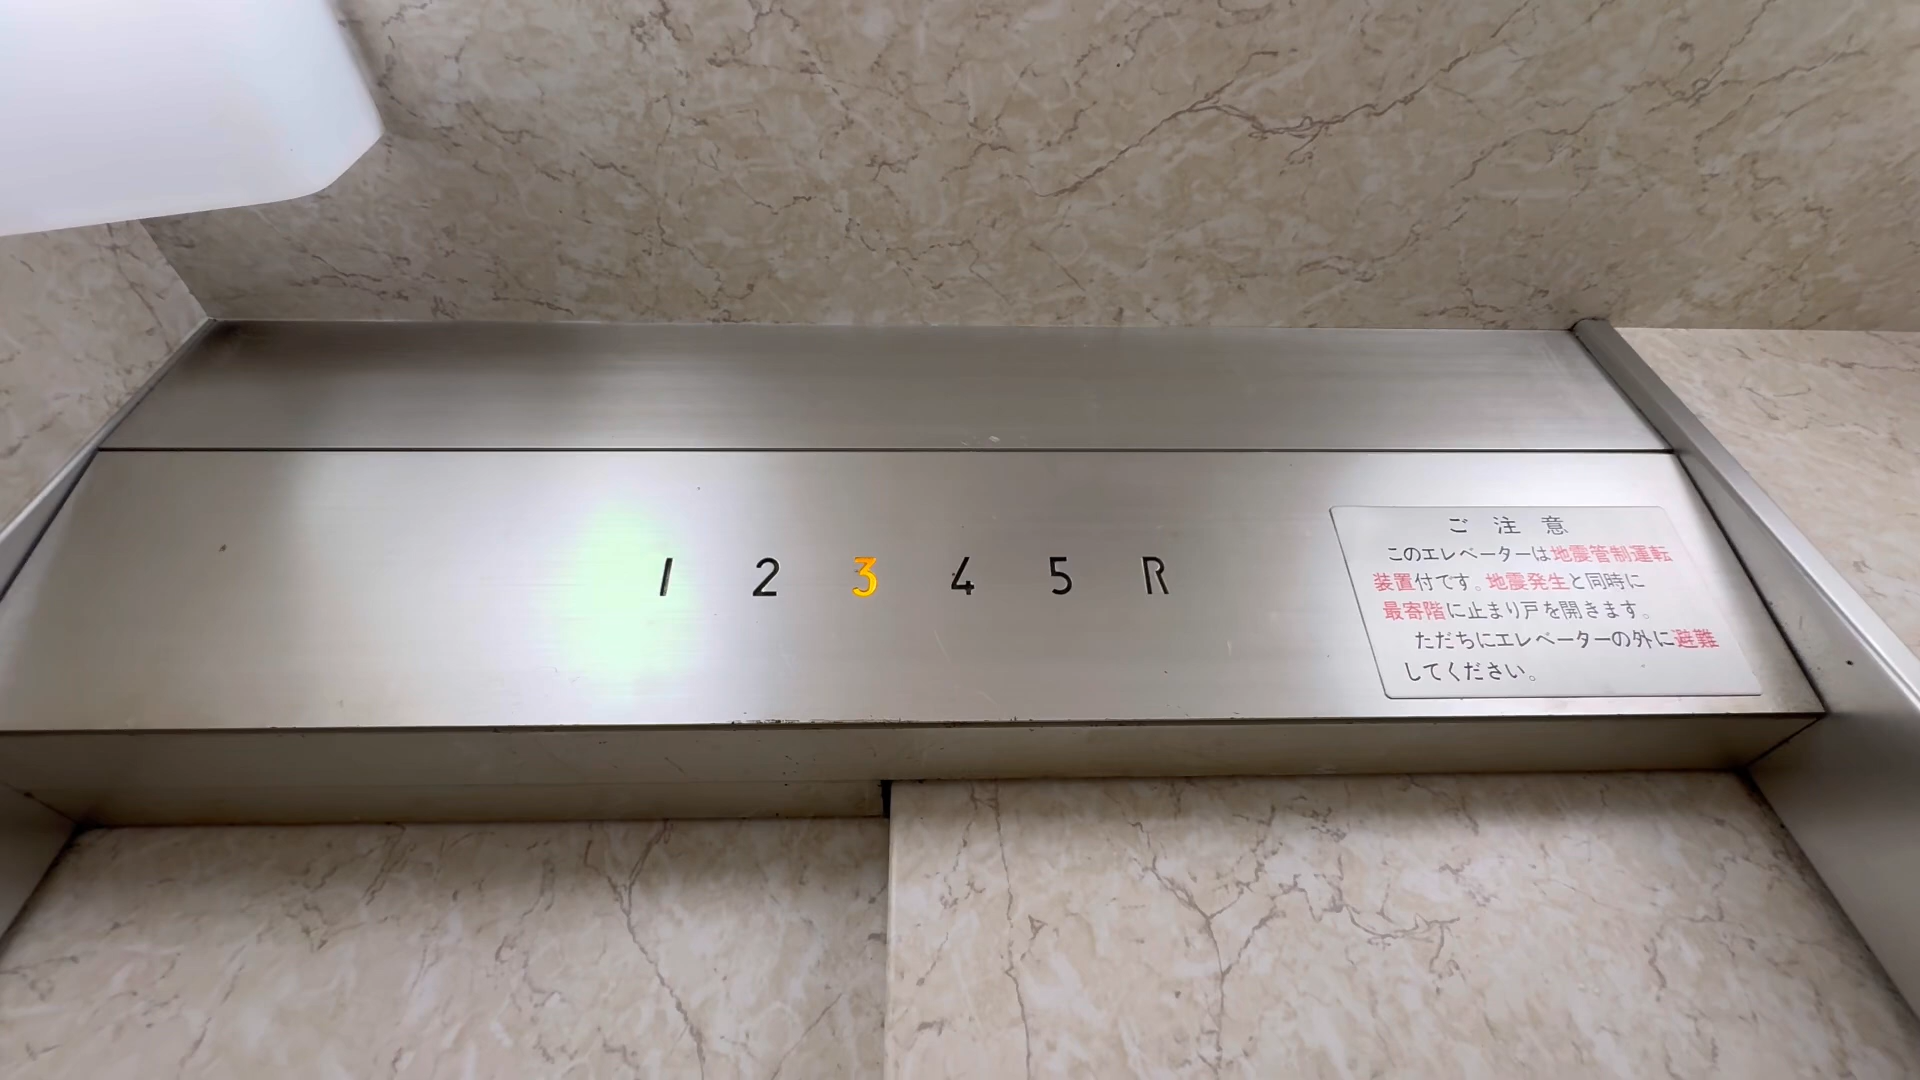 1 2 3 4 5 R
ご注意
このエレベーターは地震管制運転
装置付です。地震発生と同時に
最寄階に止まり戸を開きます。
ただちにエレベーターの外に避難
してください。